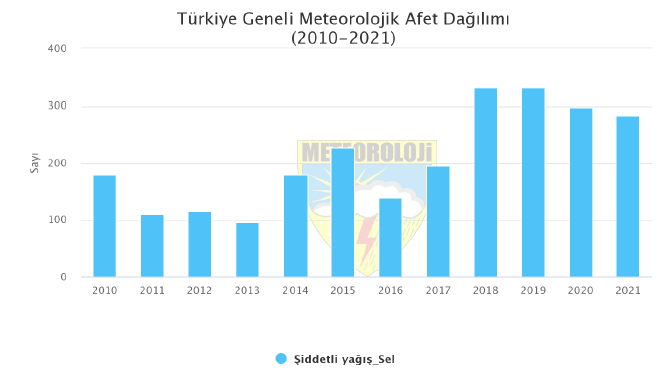 Türkiye Geneli Meteorolojik Afet Dağılımı
(2010-2021)
400
300
200
100
0
Sayı
METEOROLOJİ
2010 2011 2012 2013 2014 2015 2016 2017 2018 2019 2020 2021
Şiddetli yağış_Sel